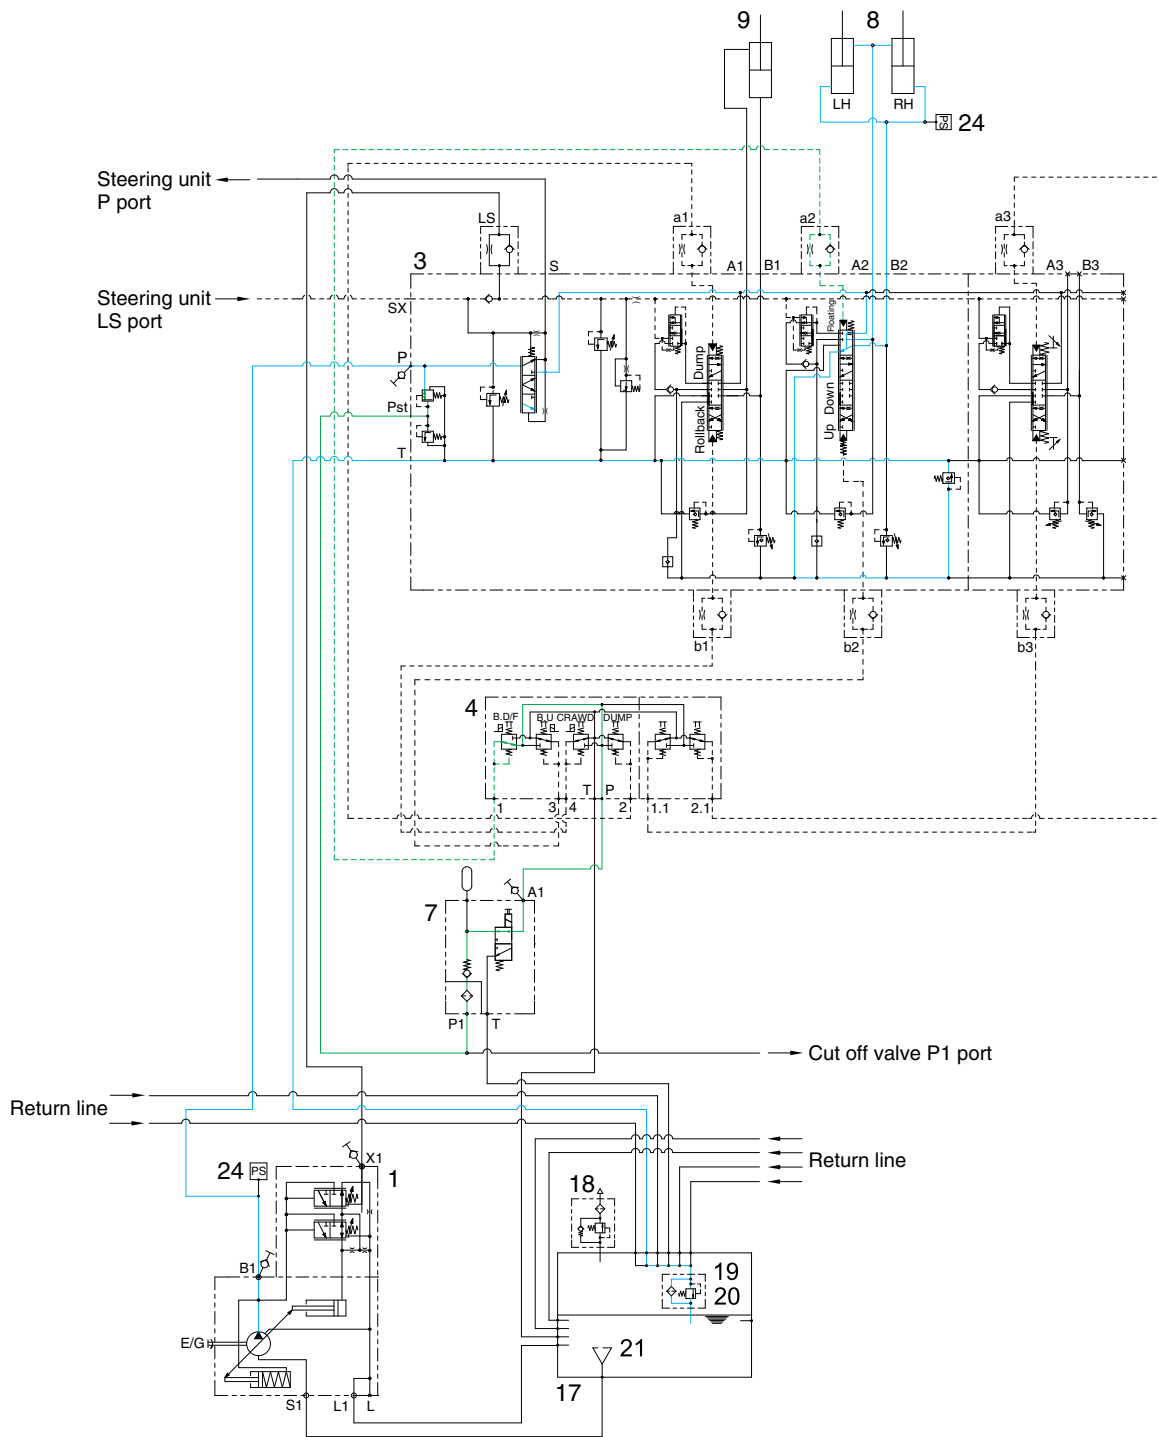 9
8
LH
RH
PS
24
Steering unit
P port
LS
a1
a2
a3
3
S
A1
B1
A2
B2
A3
B3
Steering unit
LS port
SX
Floating
P
Dump
Down
Pst
Rollback
Up
T
b1
b2
b3
4
B.D/F
B.U
CRAWD
DUMP
T
P
1
3
4
2
1.1
2.1
A1
7
P1
T
Cut off valve P1 port
Return line
X1
24
PS
1
Return line
18
B1
19
20
E/G
21
17
S1
L1
L